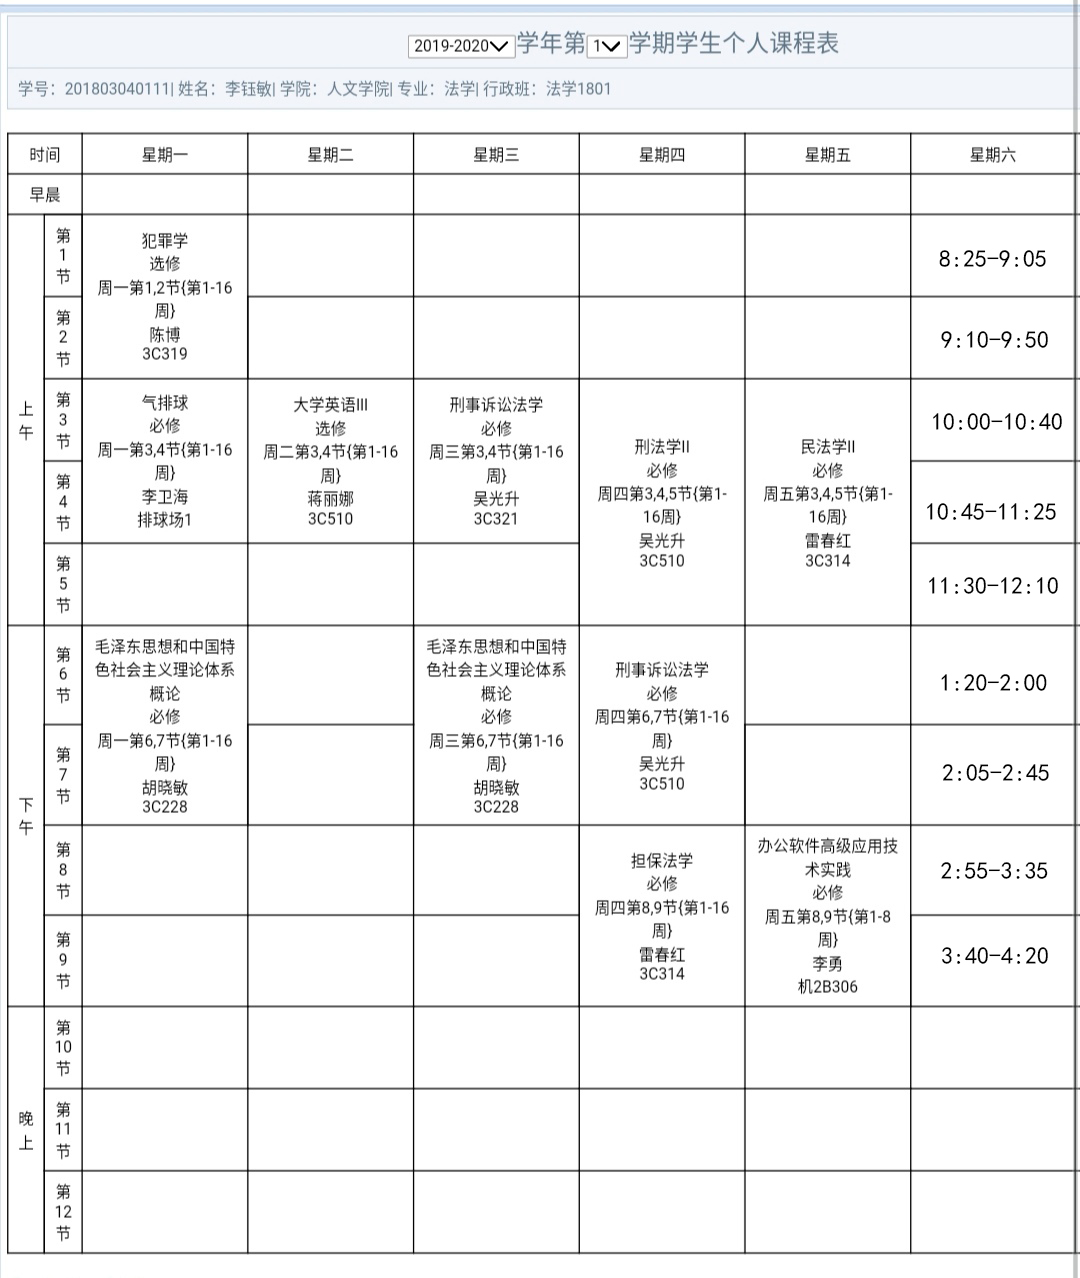 2019-2020学年第1学期学生个人课程表
学号：201803040111| 姓名：李钰敏| 学院：人文学院| 专业：法学| 行政班：法学1801
时间 星期一 星期二 星期三 星期四 星期五 星期六
早晨
上午
第1节
犯罪学
选修
周一第1,2节{第1-16
周}
陈博
3C319
8:25-9:05
第2节
9:10-9:50
第3节
气排球
必修
周一第3,4节{第1-16
周}
李卫海
排球场1
大学英语III
选修
周二第3,4节{第1-16
周}
蒋丽娜
3C510
刑事诉讼法学
必修
周三第3,4节{第1-16
周}
吴光升
3C321
刑法学II
必修
周四第3,4,5节{第1-
16周}
吴光升
3C510
民法学II
必修
周五第3,4,5节{第1-
16周}
雷春红
3C314
10:00-10:40
第4节
10:45-11:25
第5节
11:30-12:10
下午
第6节
毛泽东思想和中国特
色社会主义理论体系
概论
必修
周一第6,7节{第1-16
周}
胡晓敏
3C228
毛泽东思想和中国特
色社会主义理论体系
概论
必修
周三第6,7节{第1-16
周}
胡晓敏
3C228
刑事诉讼法学
必修
周四第6,7节{第1-16
周}
吴光升
3C510
1:20-2:00
第7节
2:05-2:45
第8节
担保法学
必修
周四第8,9节{第1-16
周}
雷春红
3C314
办公软件高级应用技
术实践
必修
周五第8,9节{第1-8
周}
李勇
机2B306
2:55-3:35
第9节
3:40-4:20
晚上
第10节
第11节
第12节